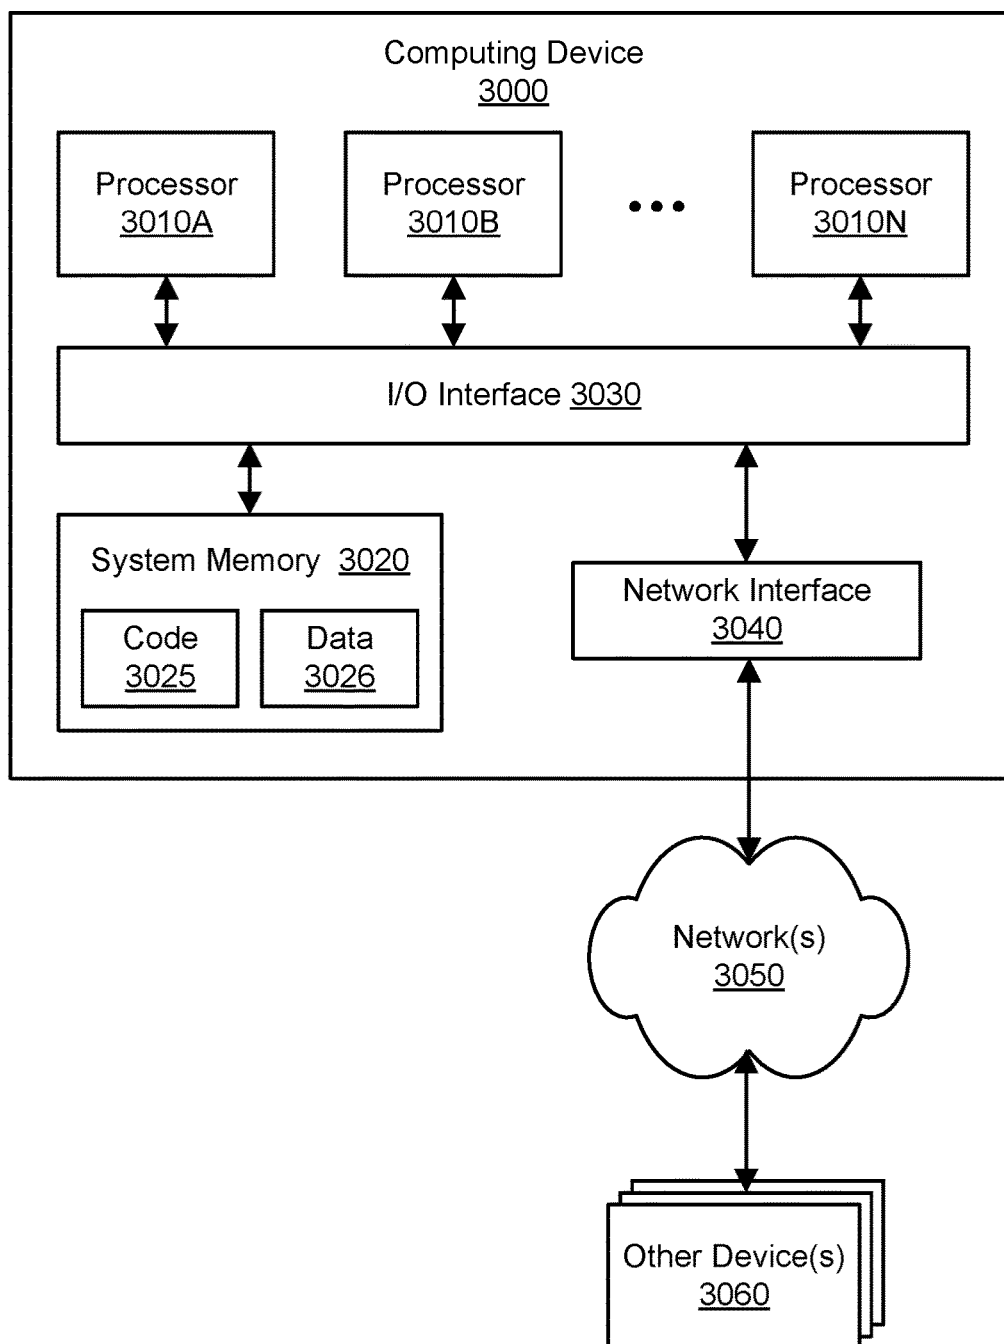 Computing Device
3000
Processor
3010A
Processor
3010B
Processor
3010N
I/O Interface 3030
System Memory 3020
Code
3025
Data
3026
Network Interface
3040
Network(s)
3050
Other Device(s)
3060